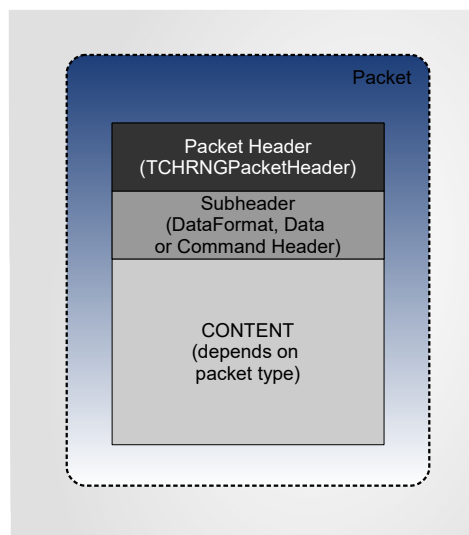 Packet
Packet Header
(TCHRNGPacketHeader)
Subheader
(DataFormat, Data
or Command Header)
CONTENT
(depends on
packet type)